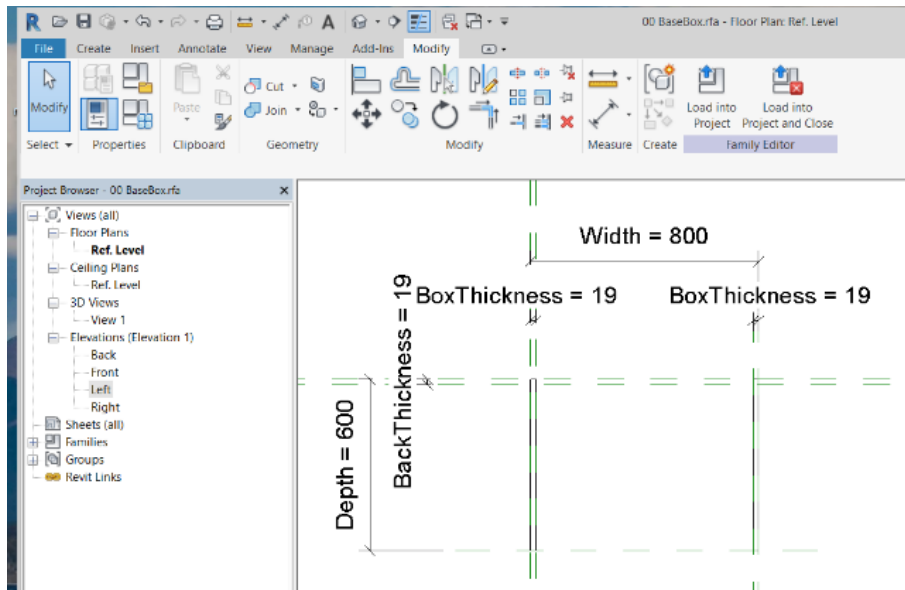 00 BaseBox.rfa - Floor Plan: Ref. Level
File Create Insert Annotate View Manage Add-Ins Modify
Modify
Paste
Cut
Join
Load into Project
Load into Project and Close
Select Properties Clipboard Geometry Modify Measure Create Family Editor
Project Browser - 00 BaseBox.rfa
Views (all)
Floor Plans
Ref. Level
Ceiling Plans
Ref. Level
3D Views
View 1
Elevations (Elevation 1)
Back
Front
Left
Right
Sheets (all)
Families
Groups
Revit Links
Width = 800
BoxThickness = 19
BoxThickness = 19
BackThickness = 19
Depth = 600